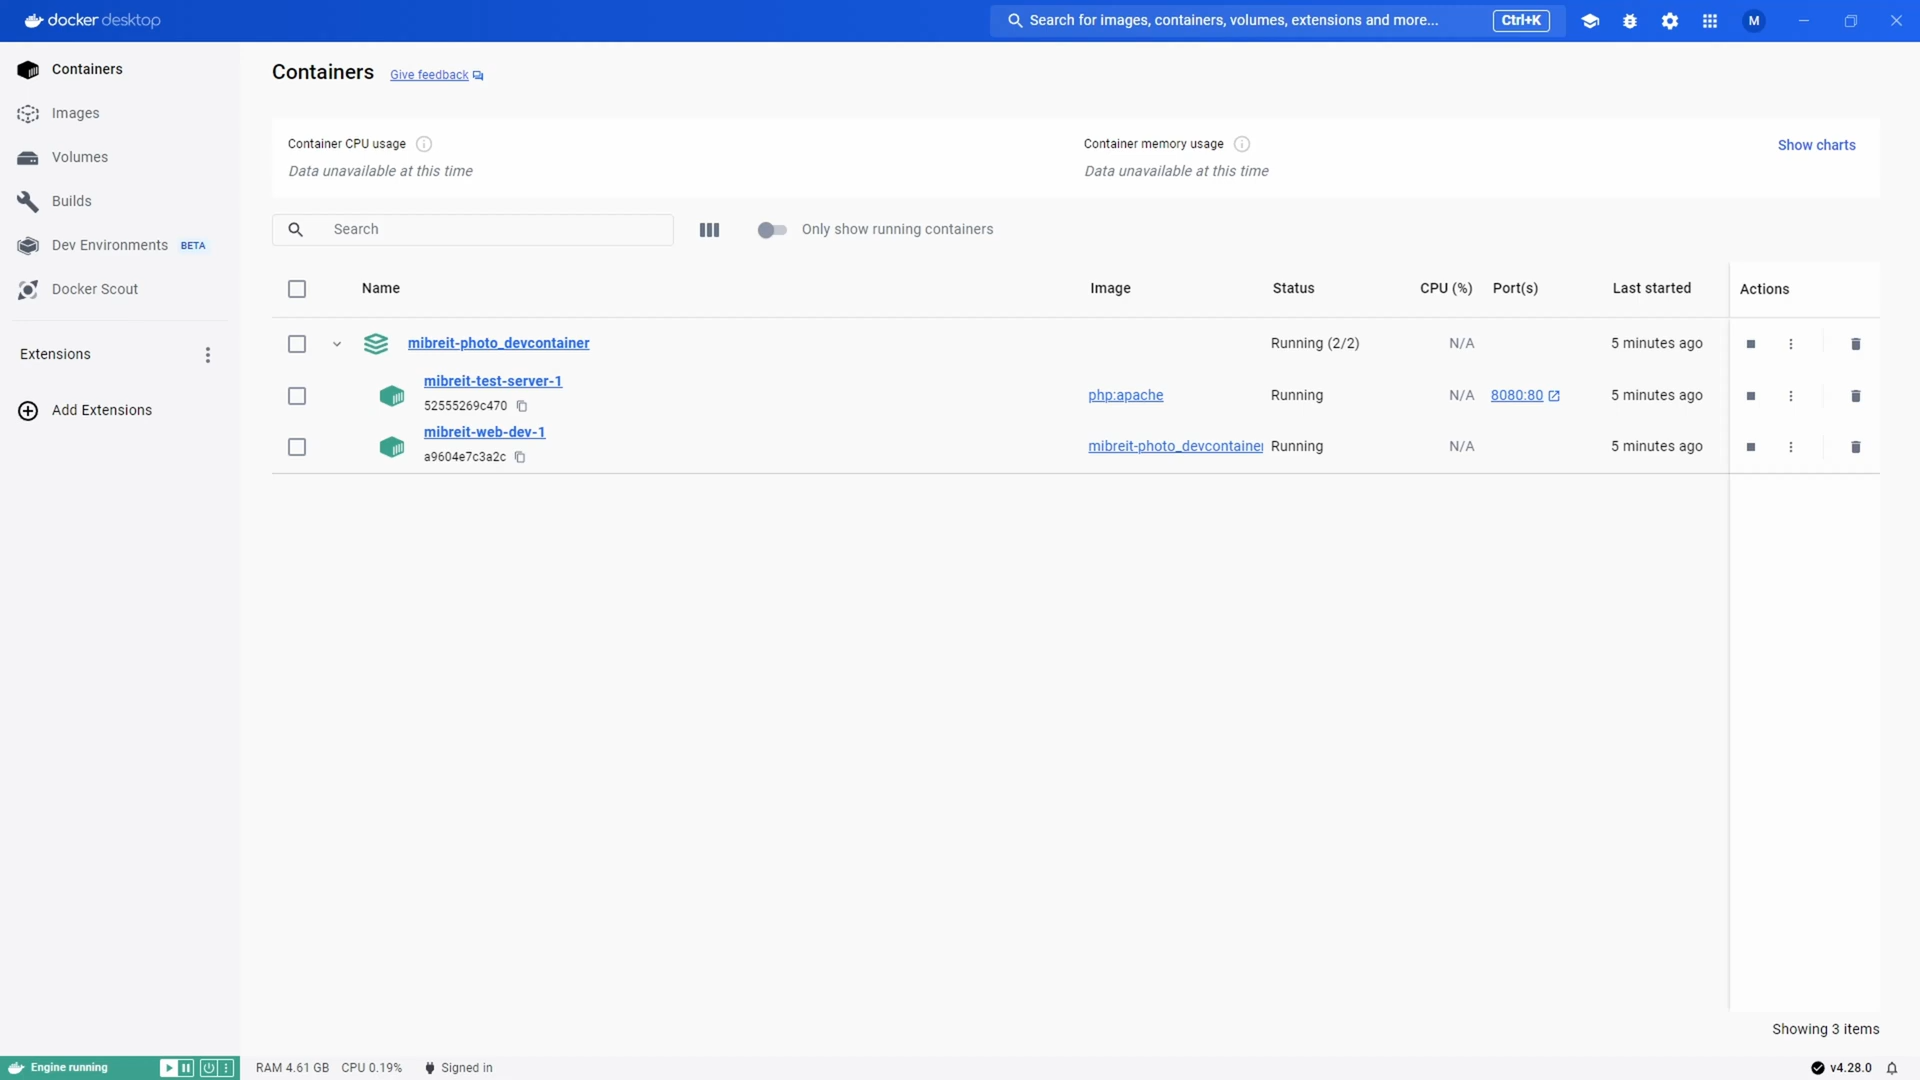 docker desktop
Search for images, containers, volumes, extensions and more... Ctrl+K M
Containers
Images
Volumes
Builds
Dev Environments BETA
Docker Scout
Extensions
Add Extensions
Containers Give feedback
Container CPU usage
Data unavailable at this time
Container memory usage
Data unavailable at this time
Show charts
Search Only show running containers
Name Image Status CPU (%) Port(s) Last started Actions
mibreit-photo_devcontainer Running (2/2) N/A 5 minutes ago
mibreit-test-server-1
52555269c470
php:apache Running N/A 8080:80 5 minutes ago
mibreit-web-dev-1
a9604e7c3a2c
mibreit-photo_devcontainer Running N/A 5 minutes ago
Showing 3 items
Engine running RAM 4.61 GB CPU 0.19% Signed in v4.28.0